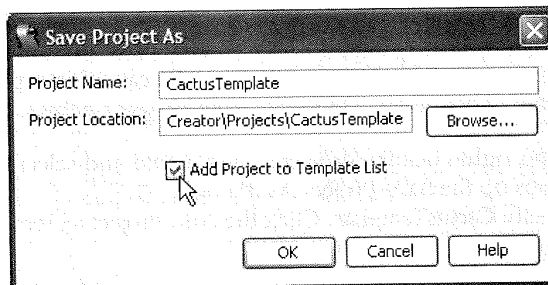 Save Project As
Project Name: CactusTemplate
Project Location: Creator\Projects\CactusTemplate Browse...
Add Project to Template List
OK Cancel Help